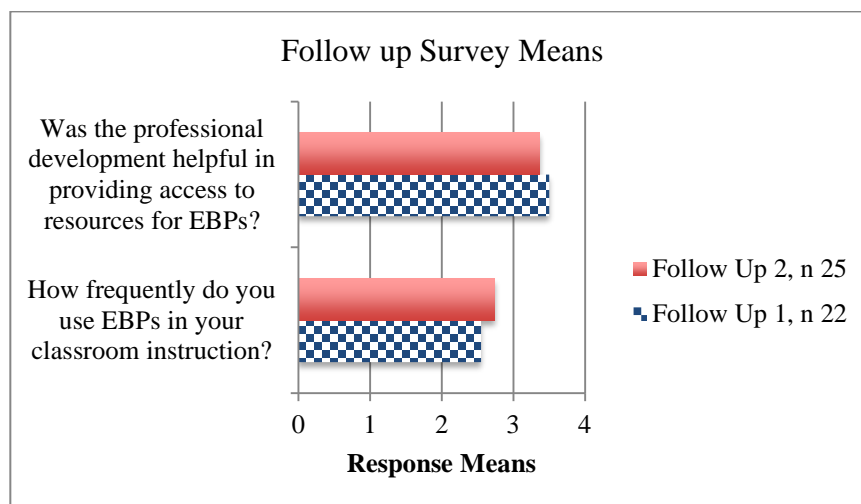 Follow up Survey Means
Was the professional
development helpful in
providing access to
resources for EBPs?
How frequently do you
use EBPs in your
classroom instruction?
Follow Up 2, n 25
Follow Up 1, n 22
0 1 2 3 4
Response Means